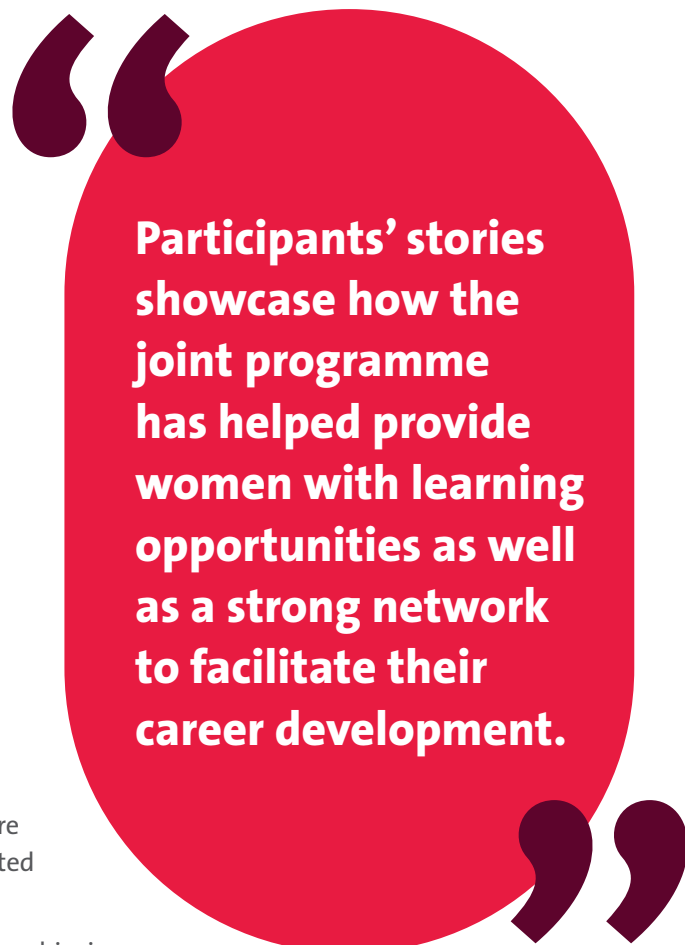 “
Participants’ stories
showcase how the
joint programme
has helped provide
women with learning
opportunities as well
as a strong network
to facilitate their
career development.
”